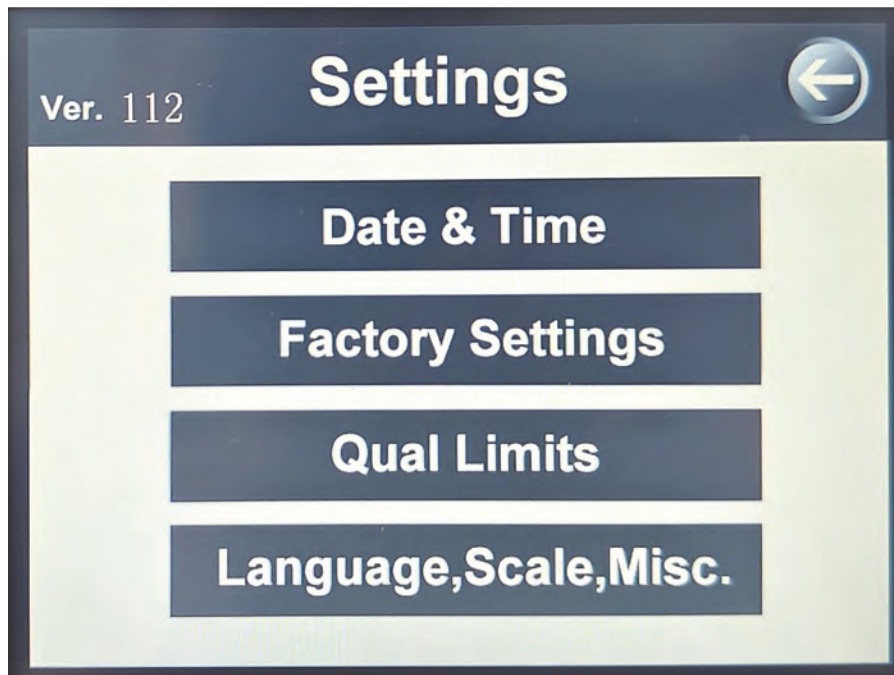 Settings
Ver. 112
Date & Time
Factory Settings
Qual Limits
Language,Scale,Misc.